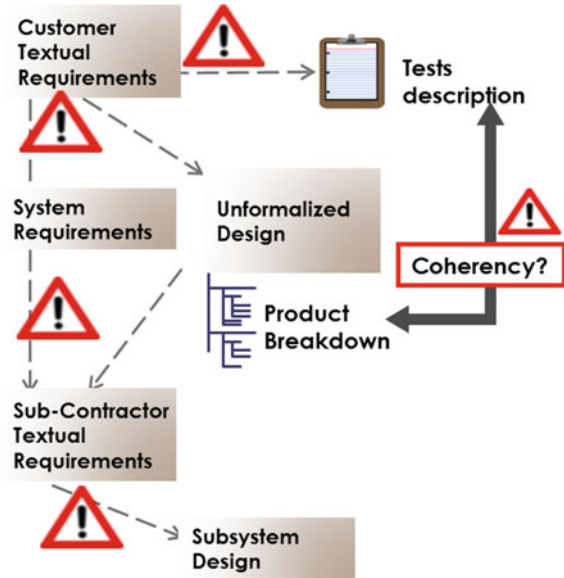 Customer
Textual
Requirements
Tests
description
System
Requirements
Unformalized
Design
Coherency?
Product
Breakdown
Sub-Contractor
Textual
Requirements
Subsystem
Design